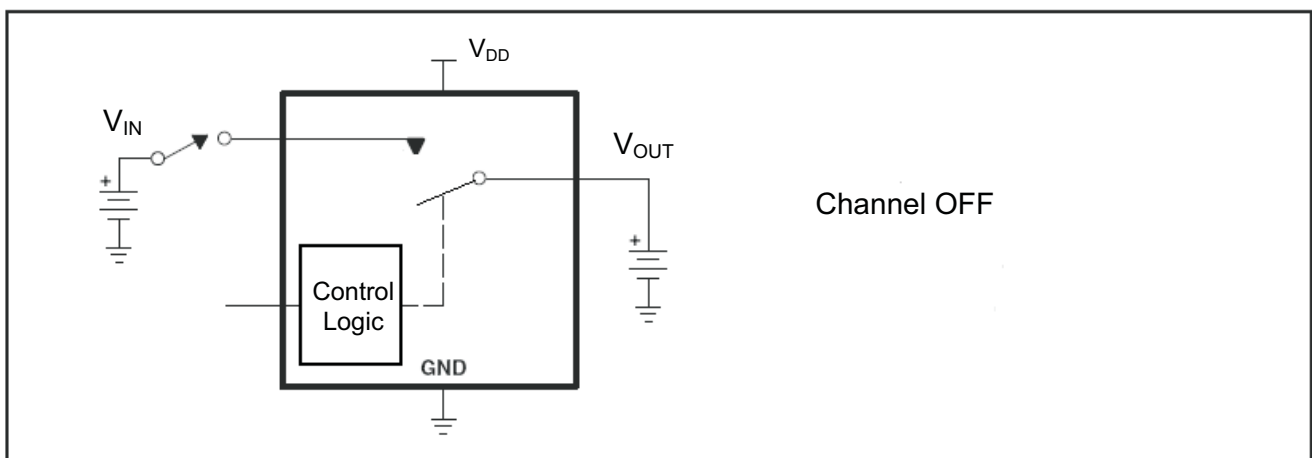 V_DD
V_IN
V_OUT
+
Channel OFF
+
Control
Logic
GND